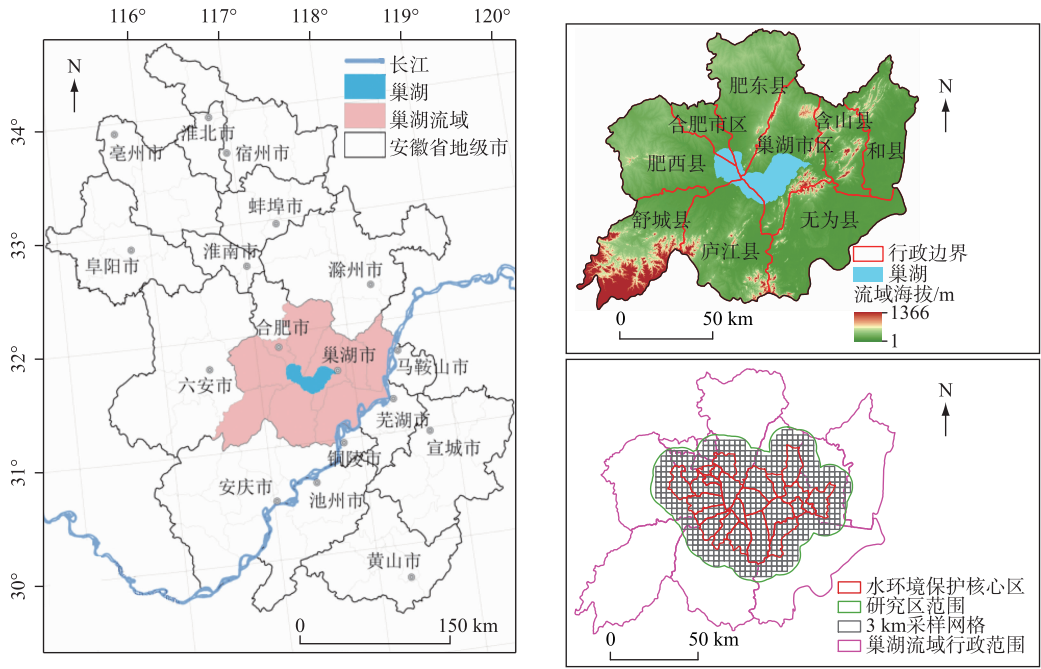 116° 117° 118° 119° 120°
34°
33°
32°
31°
30°
N
长江
巢湖
巢湖流域
安徽省地级市
淮北市
亳州市
宿州市
蚌埠市
阜阳市
淮南市
滁州市
合肥市
巢湖市
六安市
马鞍山市
芜湖市
宣城市
铜陵市
安庆市
池州市
黄山市
0 150 km
N
肥东县
合肥市区
含山县
巢湖市区
和县
肥西县
舒城县
无为县
庐江县
行政边界
巢湖
流域海拔/m
1366
1
0 50 km
N
水环境保护核心区
研究区范围
3 km采样网格
巢湖流域行政范围
0 50 km